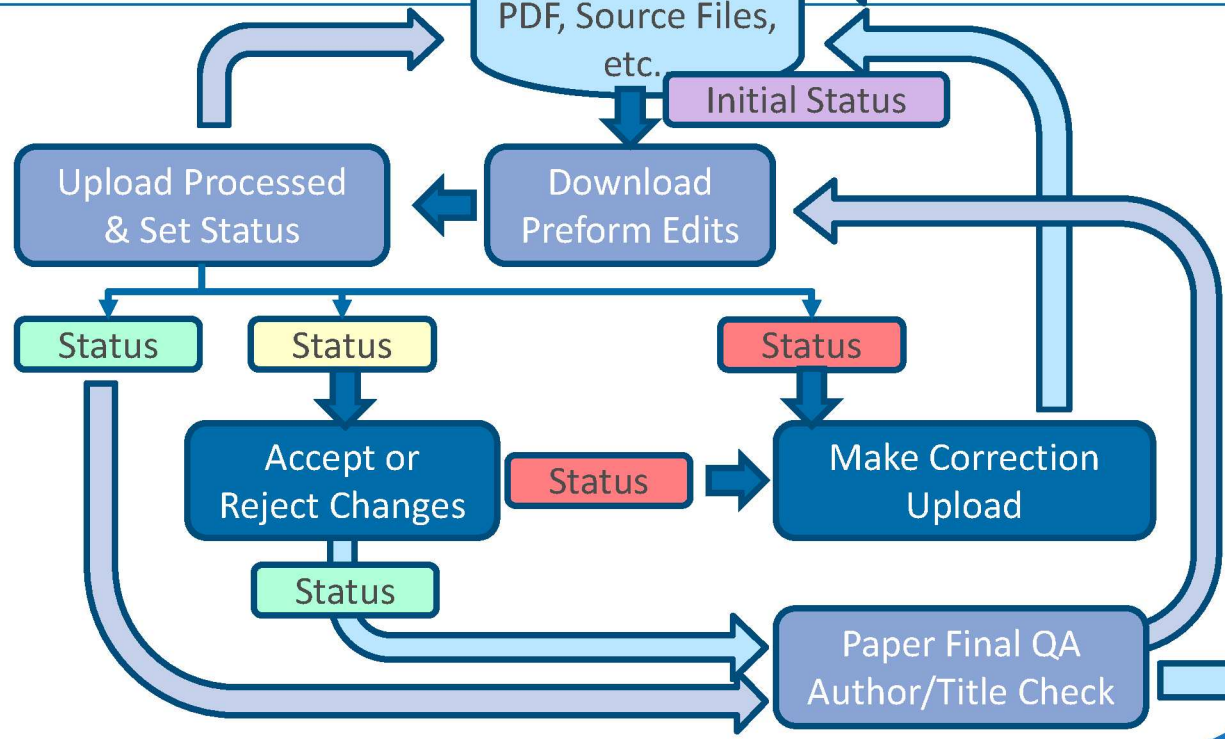 PDF, Source Files,
etc.
Initial Status
Upload Processed
& Set Status
Download
Preform Edits
Status
Status
Status
Accept or
Reject Changes
Status
Make Correction
Upload
Status
Paper Final QA
Author/Title Check